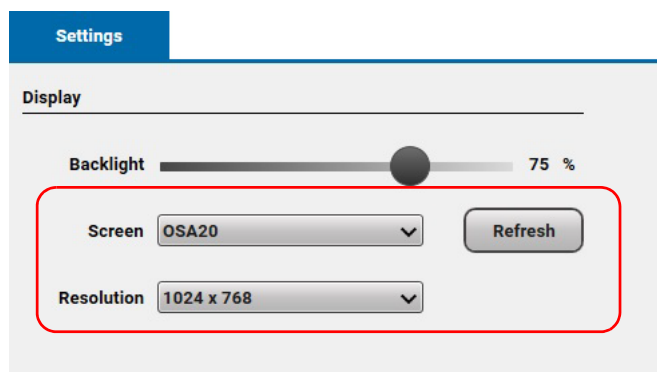 Settings
Display
Backlight 75 %
Screen OSA20 Refresh
Resolution 1024 x 768